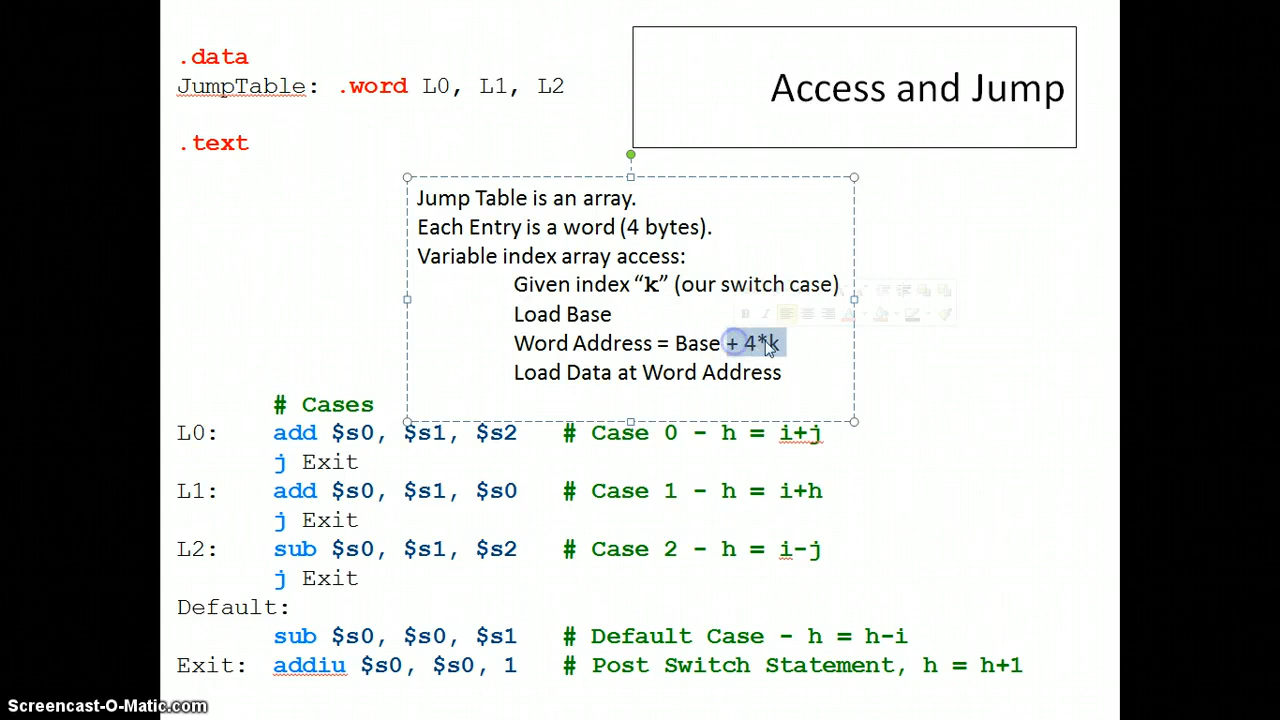 .data
JumpTable: .word L0, L1, L2
Access and Jump
.text
Jump Table is an array.
Each Entry is a word (4 bytes).
Variable index array access:
Given index “k” (our switch case)
Load Base
Word Address = Base + 4*k
Load Data at Word Address
# Cases
L0: add $s0, $s1, $s2 # Case 0 - h = i+j
j Exit
L1: add $s0, $s1, $s0 # Case 1 - h = i+h
j Exit
L2: sub $s0, $s1, $s2 # Case 2 - h = i-j
j Exit
Default:
sub $s0, $s0, $s1 # Default Case - h = h-i
Exit: addiu $s0, $s0, 1 # Post Switch Statement, h = h+1
Screencast-O-Matic.com